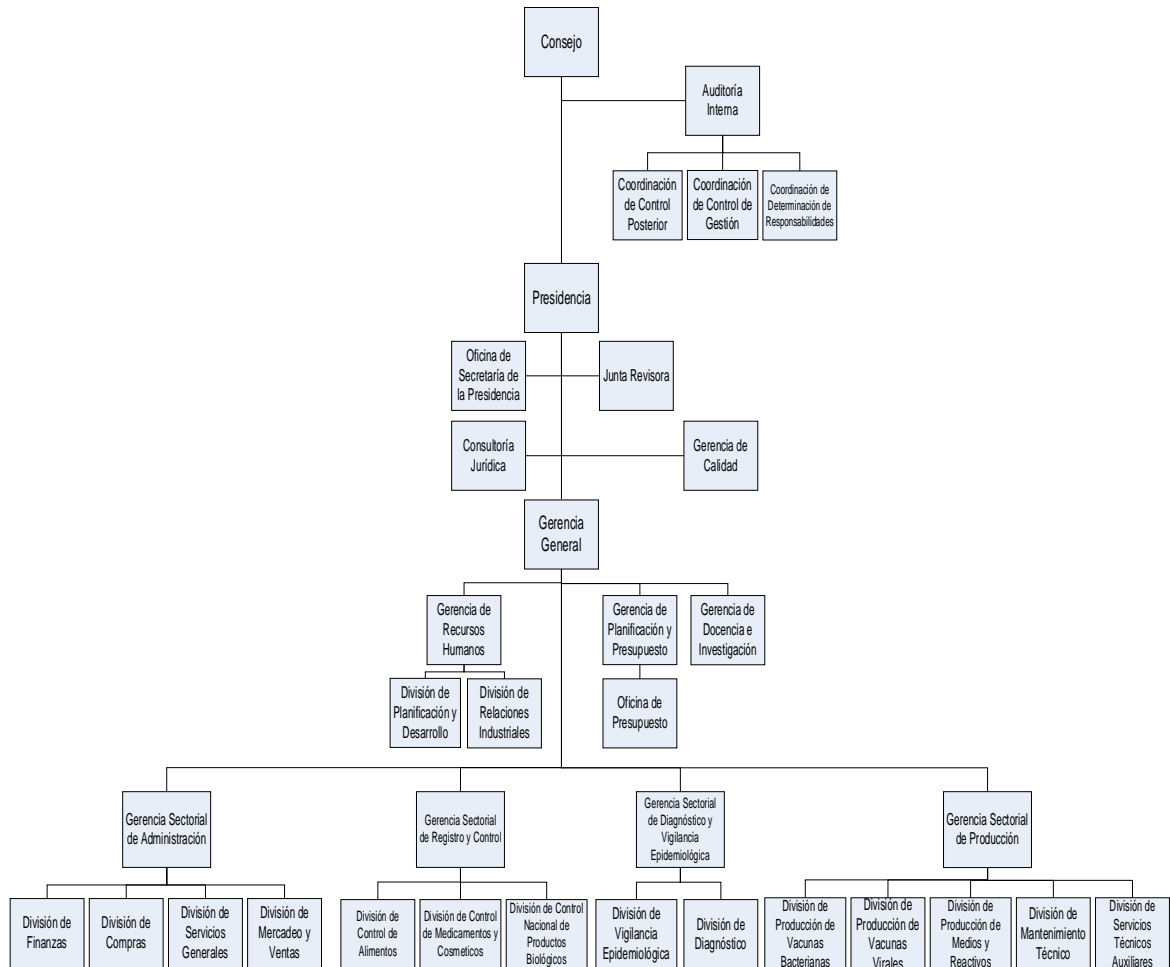 Consejo
Auditoría
Interna
Coordinación
de Control
Posterior
Coordinación
de Control de
Gestión
Coordinación de
Determinación de
Responsabilidades
Presidencia
Oficina de
Secretaría de
la Presidencia
Junta Revisora
Consultoría
Jurídica
Gerencia de
Calidad
Gerencia
General
Gerencia de
Recursos
Humanos
Gerencia de
Planificación y
Presupuesto
Gerencia de
Docencia e
Investigación
División de
Planificación y
Desarrollo
División de
Relaciones
Industriales
Oficina de
Presupuesto
Gerencia Sectorial
de Administración
Gerencia Sectorial
de Registro y Control
Gerencia Sectorial
de Diagnóstico y
Vigilancia
Epidemiológica
Gerencia Sectorial
de Producción
División de
Finanzas
División de
Compras
División de
Servicios
Generales
División de
Mercadeo y
Ventas
División de
Control de
Alimentos
División de Control
de Medicamentos y
Cosmeticos
División de Control
Nacional de
Productos
Biológicos
División de
Vigilancia
Epidemiológica
División de
Diagnóstico
División de
Producción de
Vacunas
Bacterianas
División de
Producción de
Vacunas
Virales
División de
Producción de
Medios y
Reactivos
División de
Mantenimiento
Técnico
División de
Servicios
Técnicos
Auxiliares